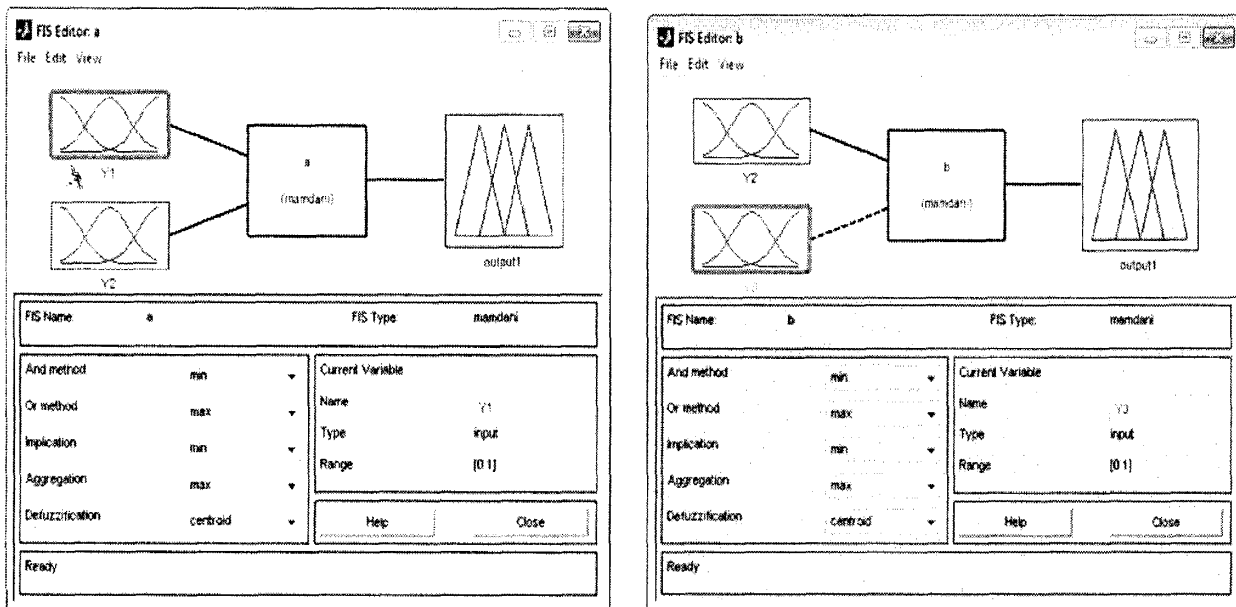 FIS Editor: a
File Edit View
Y1
Y2
a
(mamdani)
output1
FIS Name: a FIS Type: mamdani
And method min
Or method max
Implication min
Aggregation max
Defuzzification centroid
Current Variable
Name Y1
Type input
Range [0 1]
Help Close
Ready
FIS Editor: b
File Edit View
Y2
Y3
b
(mamdani)
output1
FIS Name: b FIS Type: mamdani
And method min
Or method max
Implication min
Aggregation max
Defuzzification centroid
Current Variable
Name Y3
Type input
Range [0 1]
Help Close
Ready